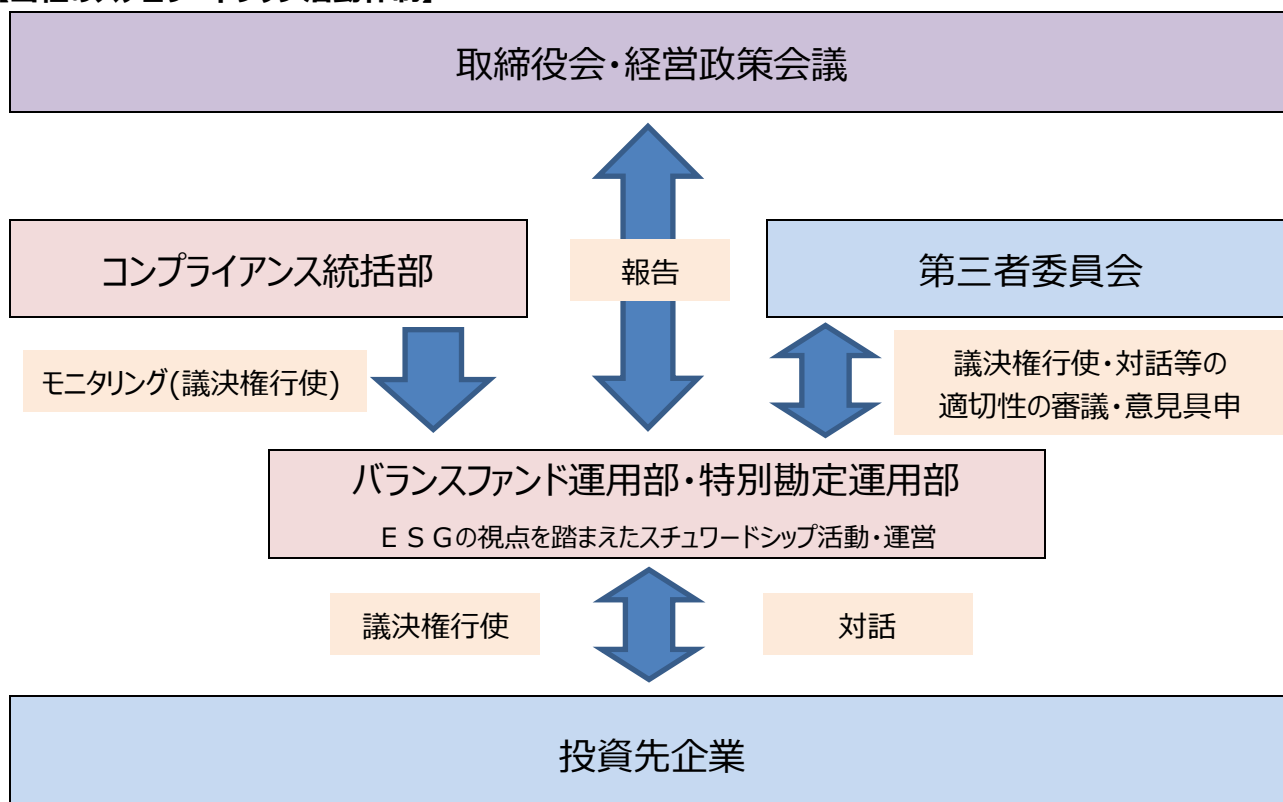 取締役会・経営政策会議
コンプライアンス統括部
報告
第三者委員会
モニタリング(議決権行使)
議決権行使・対話等の
適切性の審議・意見具申
バランスファンド運用部・特別勘定運用部
ESGの視点を踏まえたスチュワードシップ活動・運営
議決権行使
対話
投資先企業